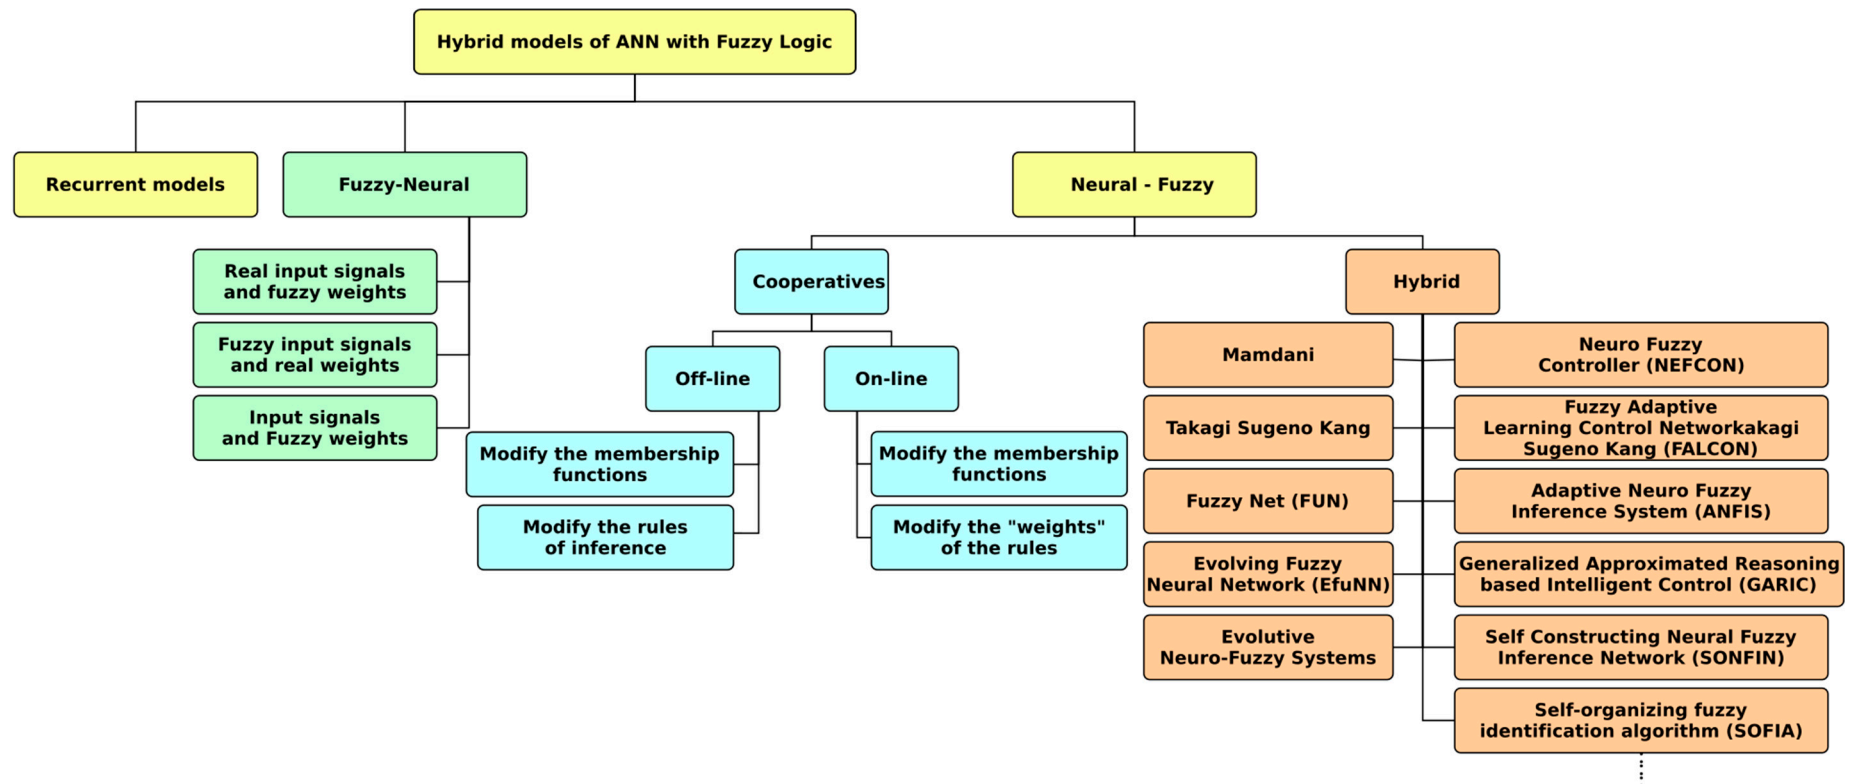 Hybrid models of ANN with Fuzzy Logic
Recurrent models
Fuzzy-Neural
Neural - Fuzzy
Real input signals
and fuzzy weights
Fuzzy input signals
and real weights
Input signals
and Fuzzy weights
Cooperatives
Off-line
On-line
Modify the membership
functions
Modify the rules
of inference
Modify the membership
functions
Modify the "weights"
of the rules
Hybrid
Mamdani
Takagi Sugeno Kang
Fuzzy Net (FUN)
Evolving Fuzzy
Neural Network (EfuNN)
Evolutive
Neuro-Fuzzy Systems
Neuro Fuzzy
Controller (NEFCON)
Fuzzy Adaptive
Learning Control Networkakagi
Sugeno Kang (FALCON)
Adaptive Neuro Fuzzy
Inference System (ANFIS)
Generalized Approximated Reasoning
based Intelligent Control (GARIC)
Self Constructing Neural Fuzzy
Inference Network (SONFIN)
Self-organizing fuzzy
identification algorithm (SOFIA)